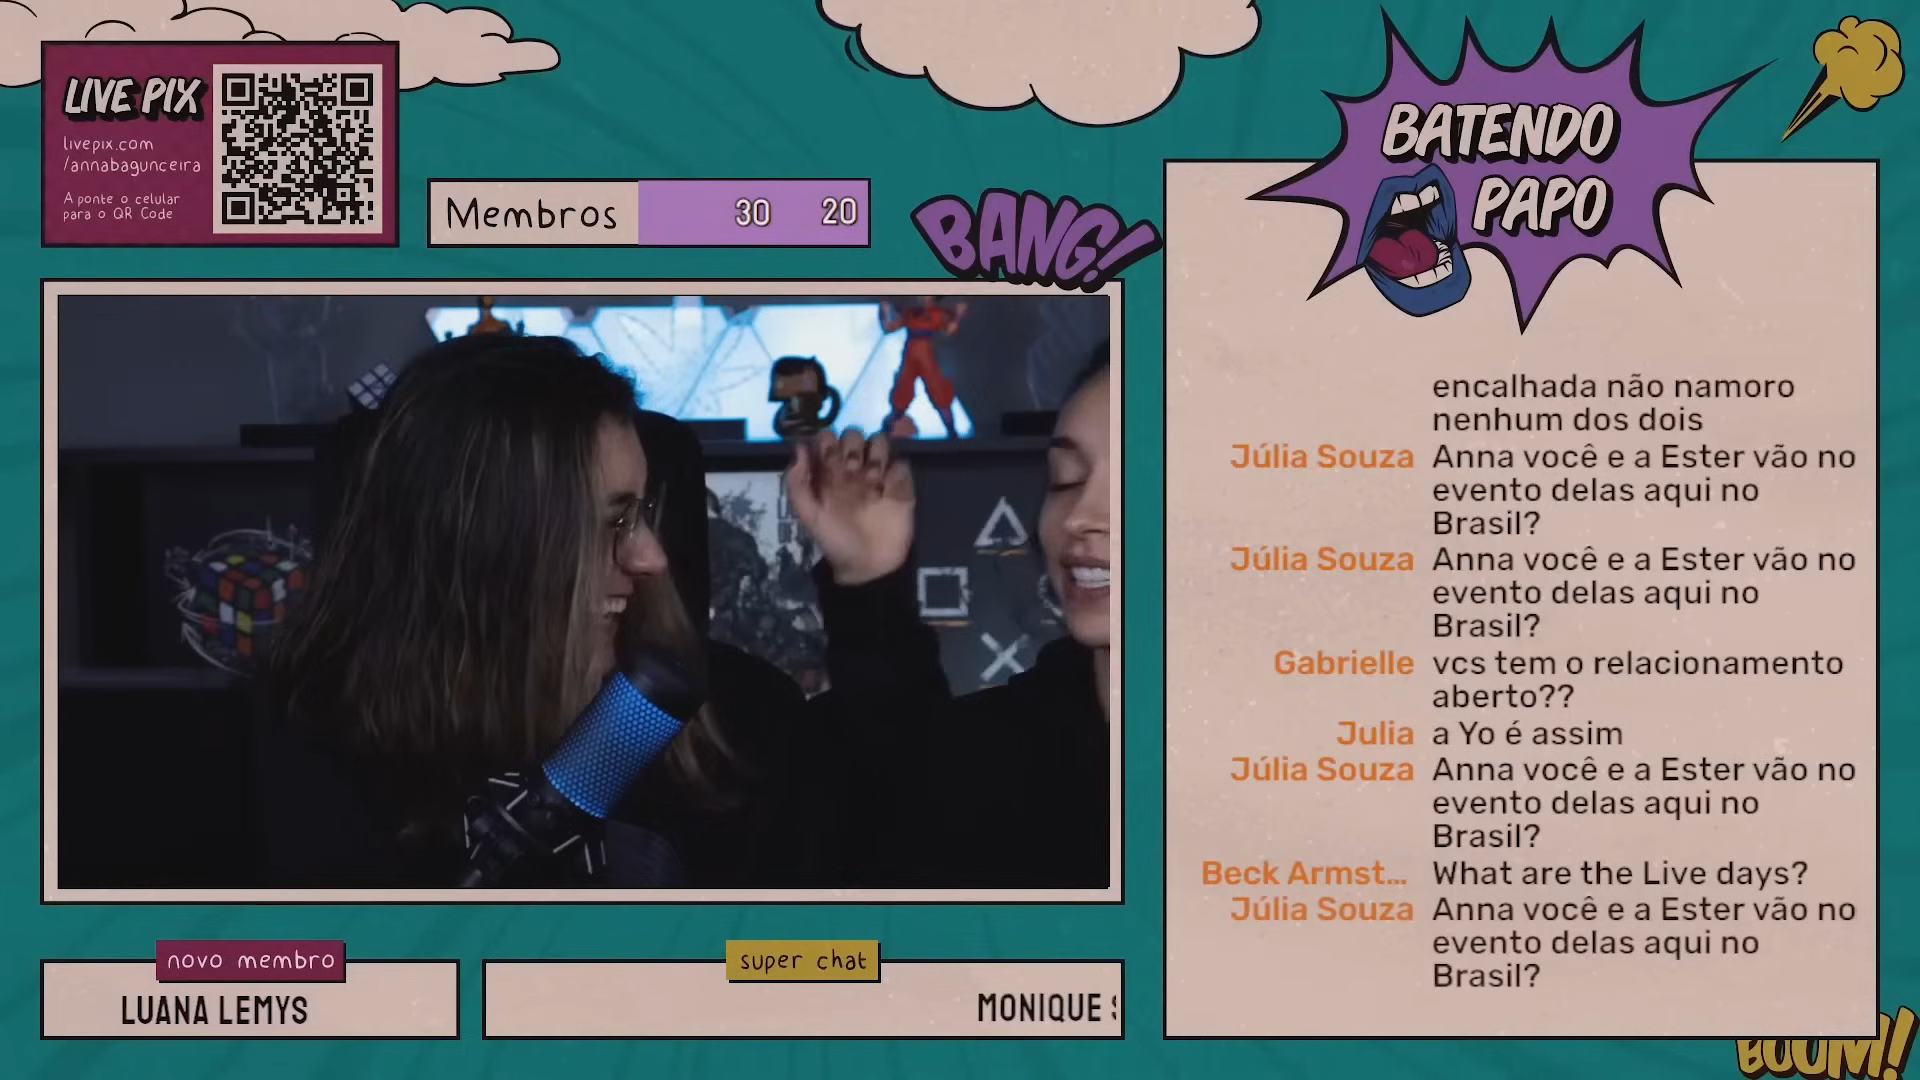 LIVE PIX
livepix.com
/annabagunceira
Aponte o celular
para o QR Code
Membros 30 20
BANG!
BATENDO
PAPO
encalhada não namoro
nenhum dos dois
Júlia Souza Anna você e a Ester vão no
evento delas aqui no
Brasil?
Júlia Souza Anna você e a Ester vão no
evento delas aqui no
Brasil?
Gabrielle vcs tem o relacionamento
aberto??
Julia a Yo é assim
Júlia Souza Anna você e a Ester vão no
evento delas aqui no
Brasil?
Beck Armst... What are the Live days?
Júlia Souza Anna você e a Ester vão no
evento delas aqui no
Brasil?
novo membro
LUANA LEMYS
super chat
MONIQUE
BOOM!!